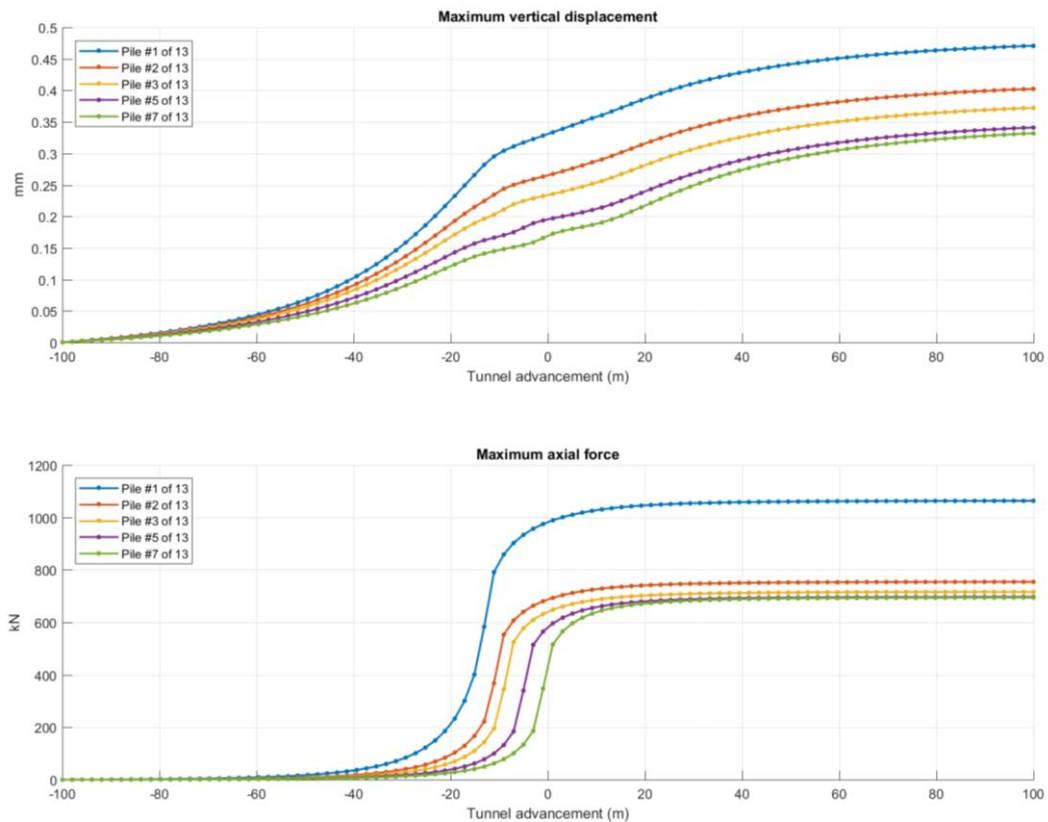 Maximum vertical displacement
0.5
0.45
0.4
0.35
0.3
0.25
0.2
0.15
0.1
0.05
0
mm
Pile #1 of 13
Pile #2 of 13
Pile #3 of 13
Pile #5 of 13
Pile #7 of 13
-100 -80 -60 -40 -20 0 20 40 60 80 100
Tunnel advancement (m)
Maximum axial force
1200
1000
800
600
400
200
0
kN
Pile #1 of 13
Pile #2 of 13
Pile #3 of 13
Pile #5 of 13
Pile #7 of 13
-100 -80 -60 -40 -20 0 20 40 60 80 100
Tunnel advancement (m)